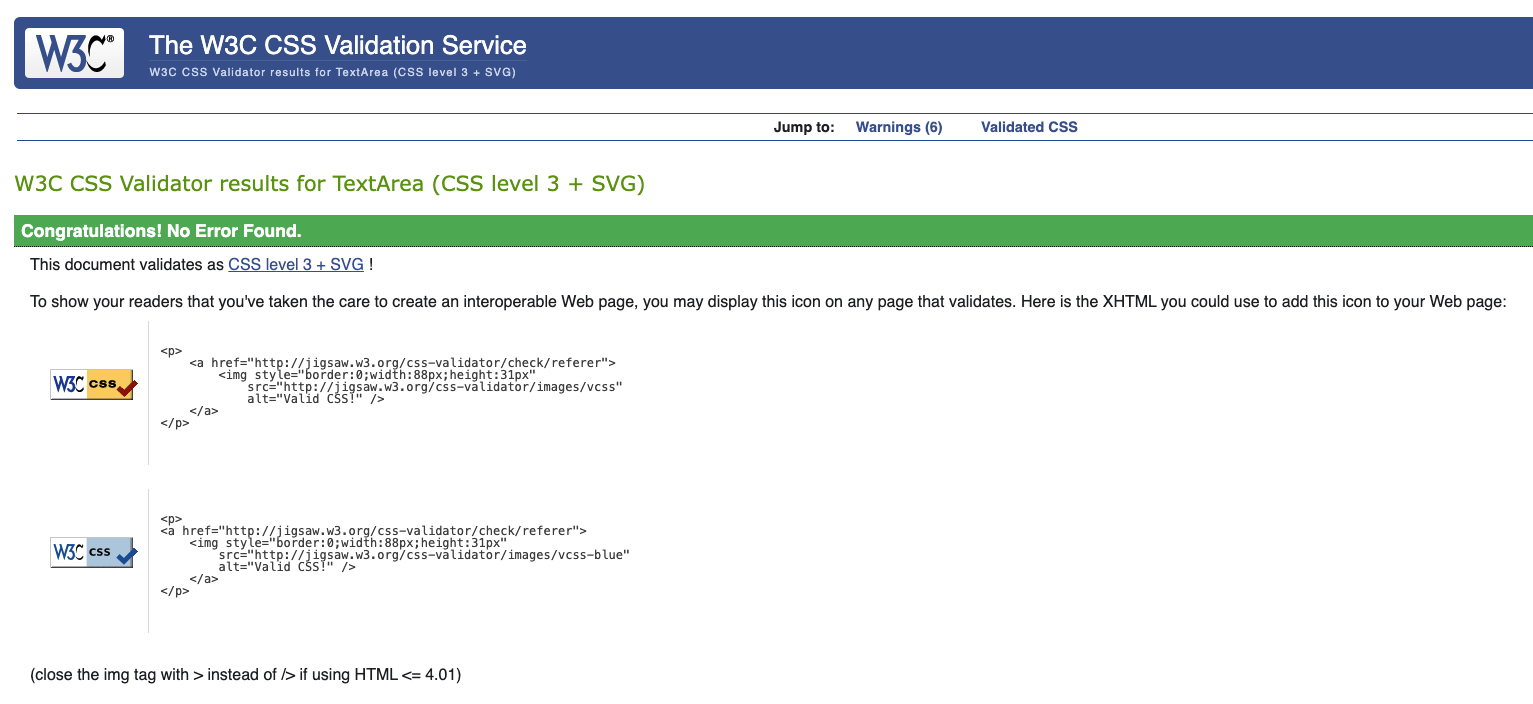 W3C®
The W3C CSS Validation Service
W3C CSS Validator results for TextArea (CSS level 3 + SVG)
Jump to: Warnings (6) Validated CSS
W3C CSS Validator results for TextArea (CSS level 3 + SVG)
Congratulations! No Error Found.
This document validates as CSS level 3 + SVG !
To show your readers that you've taken the care to create an interoperable Web page, you may display this icon on any page that validates. Here is the XHTML you could use to add this icon to your Web page:
W3C css
<p>
    <a href="http://jigsaw.w3.org/css-validator/check/referer">
        <img style="border:0;width:88px;height:31px"
            src="http://jigsaw.w3.org/css-validator/images/vcss"
            alt="Valid CSS!" />
    </a>
</p>
W3C css
<p>
<a href="http://jigsaw.w3.org/css-validator/check/referer">
    <img style="border:0;width:88px;height:31px"
        src="http://jigsaw.w3.org/css-validator/images/vcss-blue"
        alt="Valid CSS!" />
    </a>
</p>
(close the img tag with > instead of /> if using HTML <= 4.01)